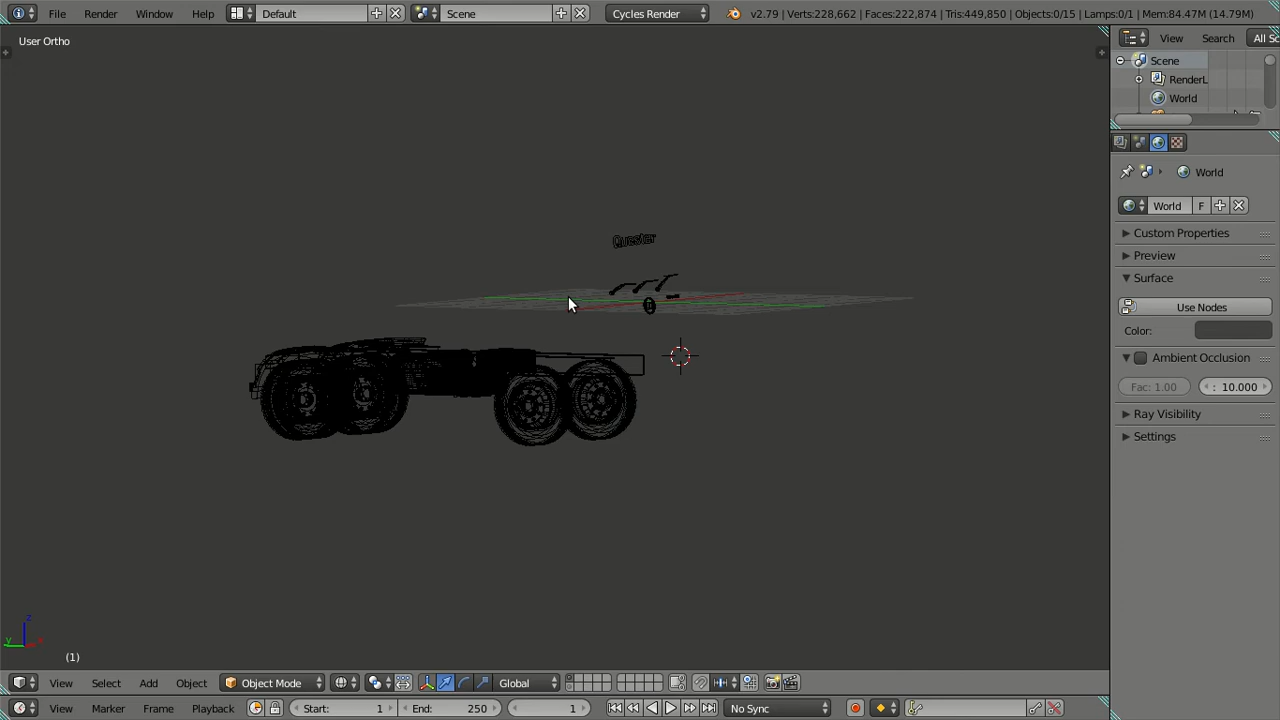 File Render Window Help Default Scene Cycles Render v2.79 | Verts:228,662 | Faces:222,874 | Tris:449,850 | Objects:0/15 | Lamps:0/1 | Mem:84.47M (14.79M)
User Ortho
View Search All Sc
Scene
RenderL
World
World
World F
Custom Properties
Preview
Surface
Use Nodes
Color:
Ambient Occlusion
Fac: 1.00 : 10.000
Ray Visibility
Settings
Quester
z
y x
(1)
View Select Add Object Object Mode Global
View Marker Frame Playback Start: 1 End: 250 1 No Sync